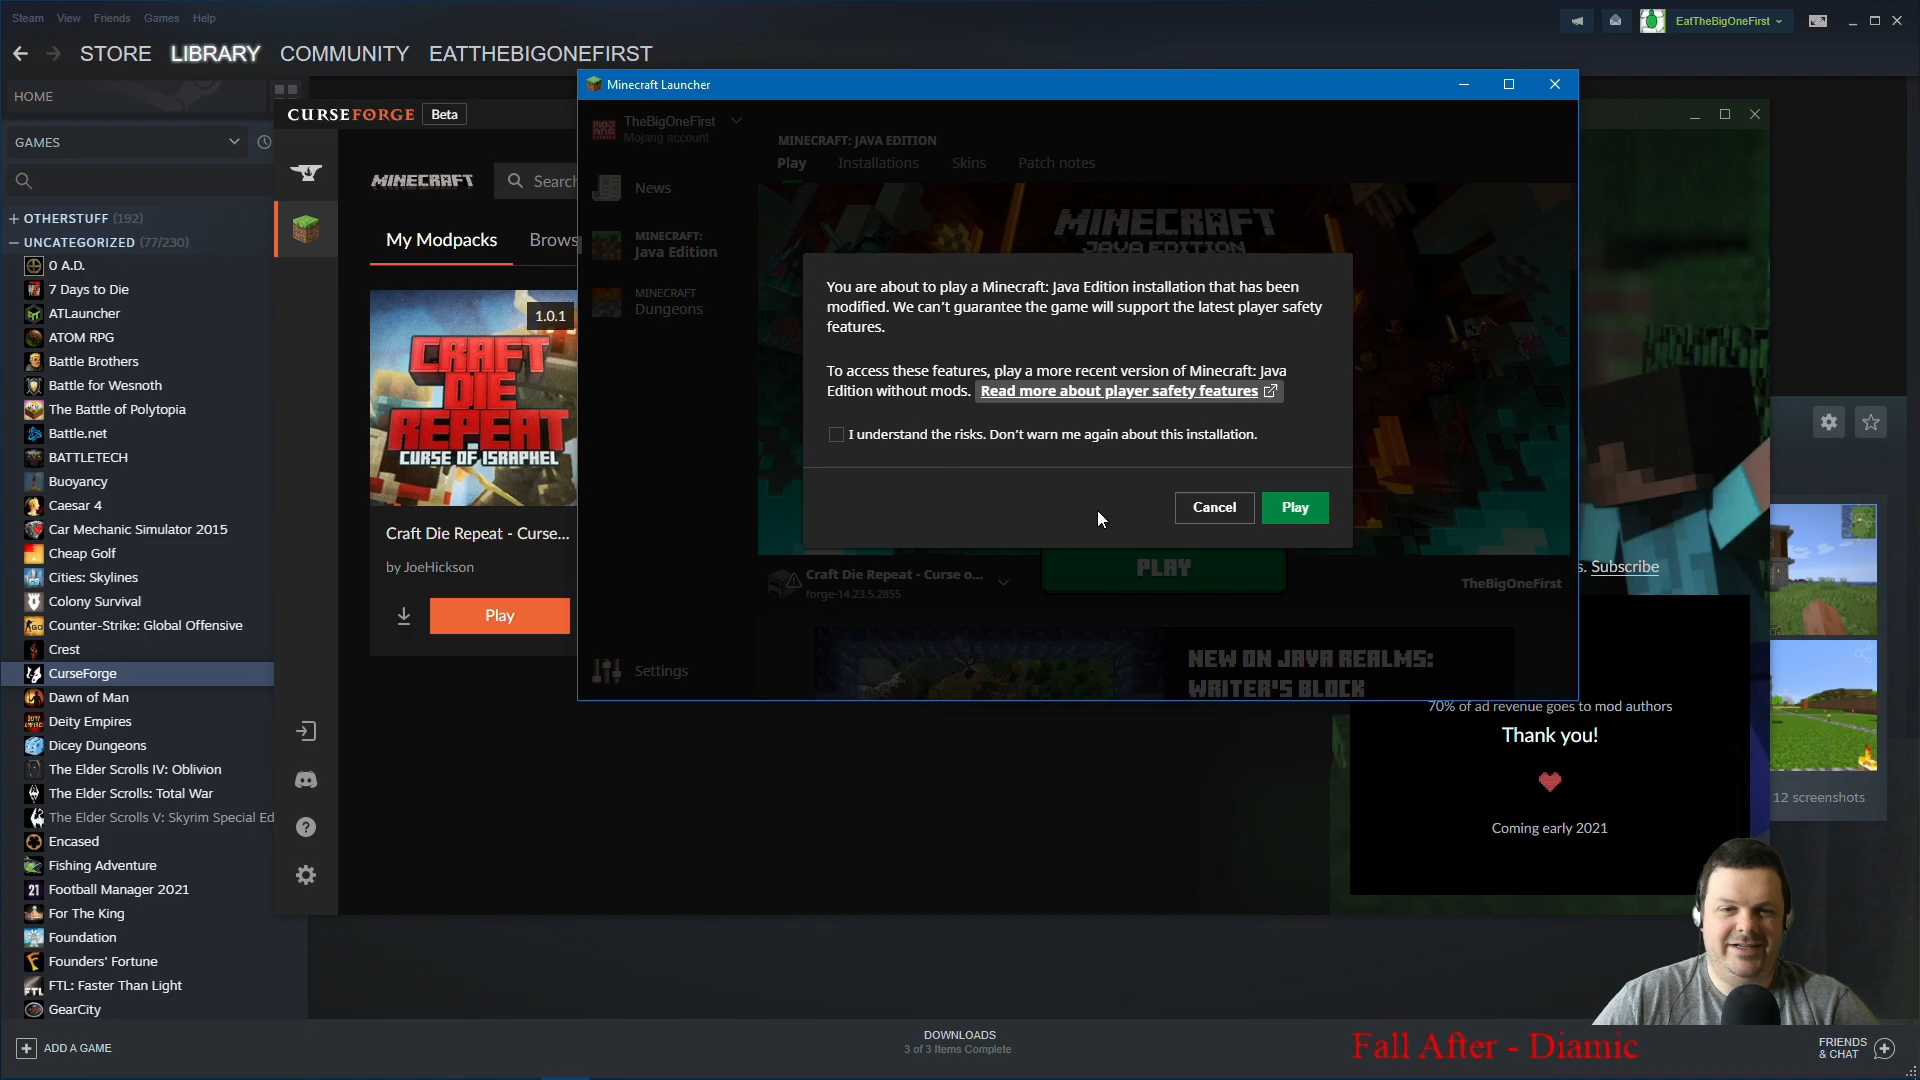 Steam View Friends Games Help
EatTheBigOneFirst
STORE LIBRARY COMMUNITY EATTHEBIGONEFIRST
HOME
GAMES
OTHERSTUFF (192)
UNCATEGORIZED (77/230)
0 A.D.
7 Days to Die
ATLauncher
ATOM RPG
Battle Brothers
Battle for Wesnoth
The Battle of Polytopia
Battle.net
BATTLETECH
Buoyancy
Caesar 4
Car Mechanic Simulator 2015
Cheap Golf
Cities: Skylines
Colony Survival
Counter-Strike: Global Offensive
Crest
CurseForge
Dawn of Man
Deity Empires
Dicey Dungeons
The Elder Scrolls IV: Oblivion
The Elder Scrolls: Total War
The Elder Scrolls V: Skyrim Special Ed
Encased
Fishing Adventure
Football Manager 2021
For The King
Foundation
Founders' Fortune
FTL: Faster Than Light
GearCity
ADD A GAME
CURSEFORGE Beta
MINECRAFT
Search
My Modpacks Brows
1.0.1
CRAFT
DIE
REPEAT
CURSE OF ISRAPHEL
Craft Die Repeat - Curse...
by JoeHickson
Play
Minecraft Launcher
TheBigOneFirst
Mojang account
News
MINECRAFT:
Java Edition
MINECRAFT
Dungeons
Settings
MINECRAFT: JAVA EDITION
Play Installations Skins Patch notes
MINECRAFT
JAVA EDITION
You are about to play a Minecraft: Java Edition installation that has been
modified. We can't guarantee the game will support the latest player safety
features.
To access these features, play a more recent version of Minecraft: Java
Edition without mods. Read more about player safety features
I understand the risks. Don't warn me again about this installation.
Cancel Play
Craft Die Repeat - Curse o...
forge-14.23.5.2855
PLAY
TheBigOneFirst
NEW ON JAVA REALMS:
WRITER'S BLOCK
s. Subscribe
70% of ad revenue goes to mod authors
Thank you!
Coming early 2021
12 screenshots
DOWNLOADS
3 of 3 Items Complete
Fall After - Diamic
FRIENDS
& CHAT